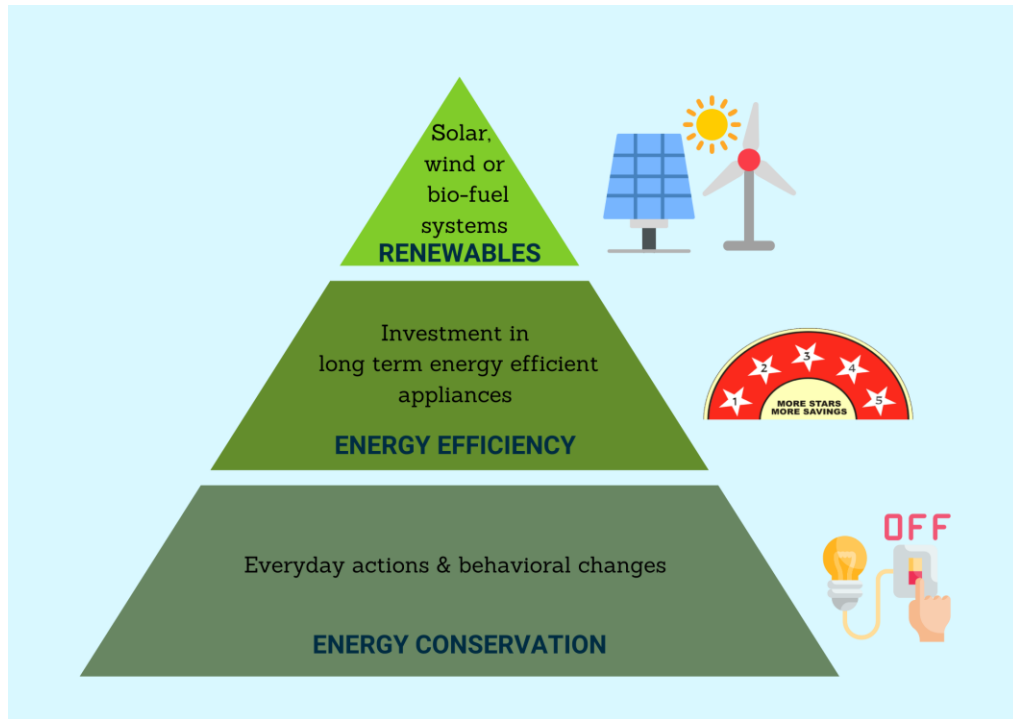 Solar,
wind or
bio-fuel
systems
RENEWABLES
Investment in
long term energy efficient
appliances
ENERGY EFFICIENCY
1 2 3 4 5
MORE STARS
MORE SAVINGS
OFF
Everyday actions & behavioral changes
ENERGY CONSERVATION